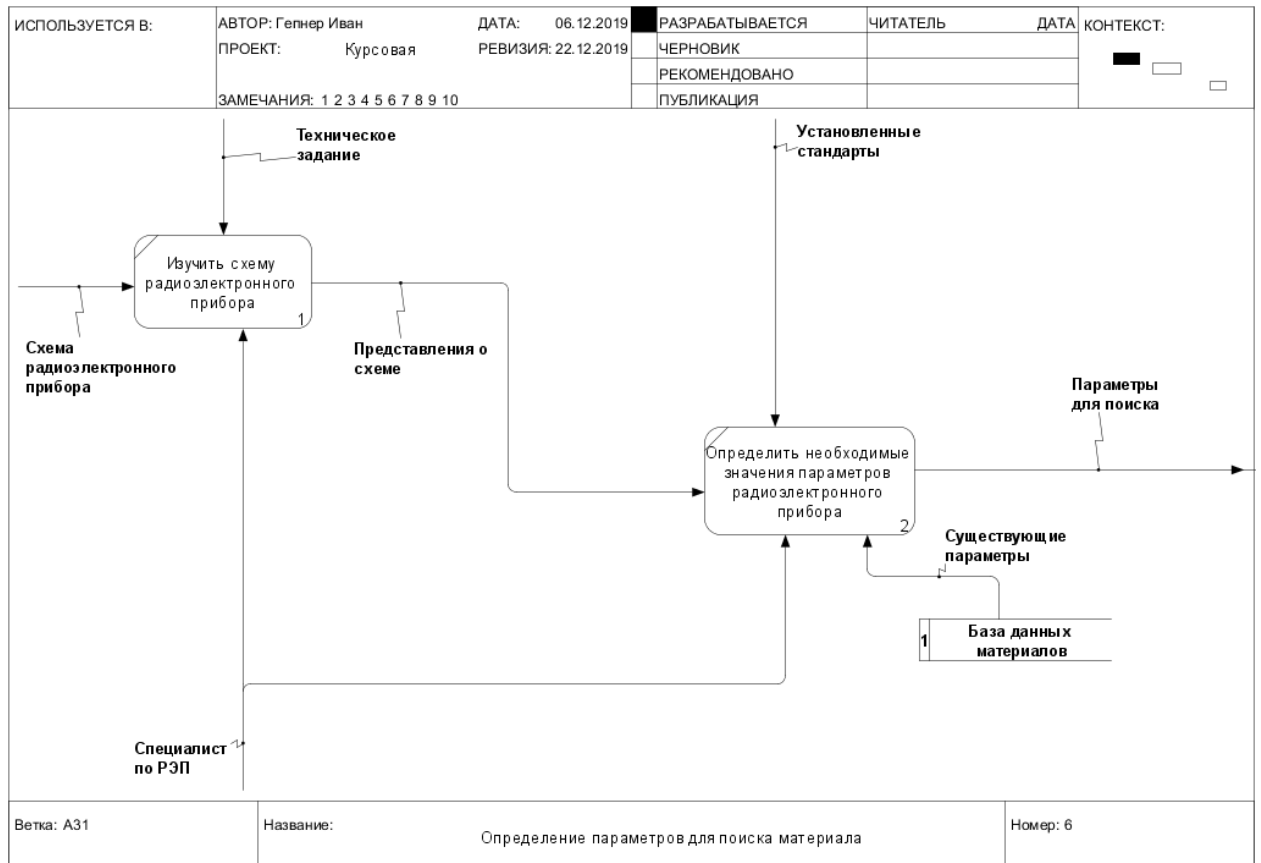 ИСПОЛЬЗУЕТСЯ В:
АВТОР: Гепнер Иван
ДАТА: 06.12.2019
ПРОЕКТ: Курсовая
РЕВИЗИЯ: 22.12.2019
ЗАМЕЧАНИЯ: 1 2 3 4 5 6 7 8 9 10
РАЗРАБАТЫВАЕТСЯ
ЧЕРНОВИК
РЕКОМЕНДОВАНО
ПУБЛИКАЦИЯ
ЧИТАТЕЛЬ ДАТА
КОНТЕКСТ:
Техническое
задание
Установленные
стандарты
Изучить схему
радиоэлектронного
прибора
1
Схема
радиоэлектронного
прибора
Представления о
схеме
Параметры
для поиска
Определить необходимые
значения параметров
радиоэлектронного
прибора
2
Существующие
параметры
1
База данных
материалов
Специалист
по РЭП
Ветка: A31
Название:
Определение параметров для поиска материала
Номер: 6